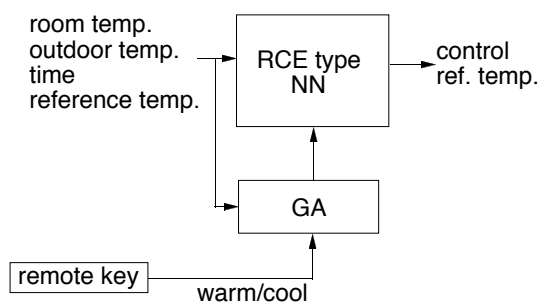 room temp.
outdoor temp.
time
reference temp.
RCE type
NN
control
ref. temp.
GA
remote key
warm/cool